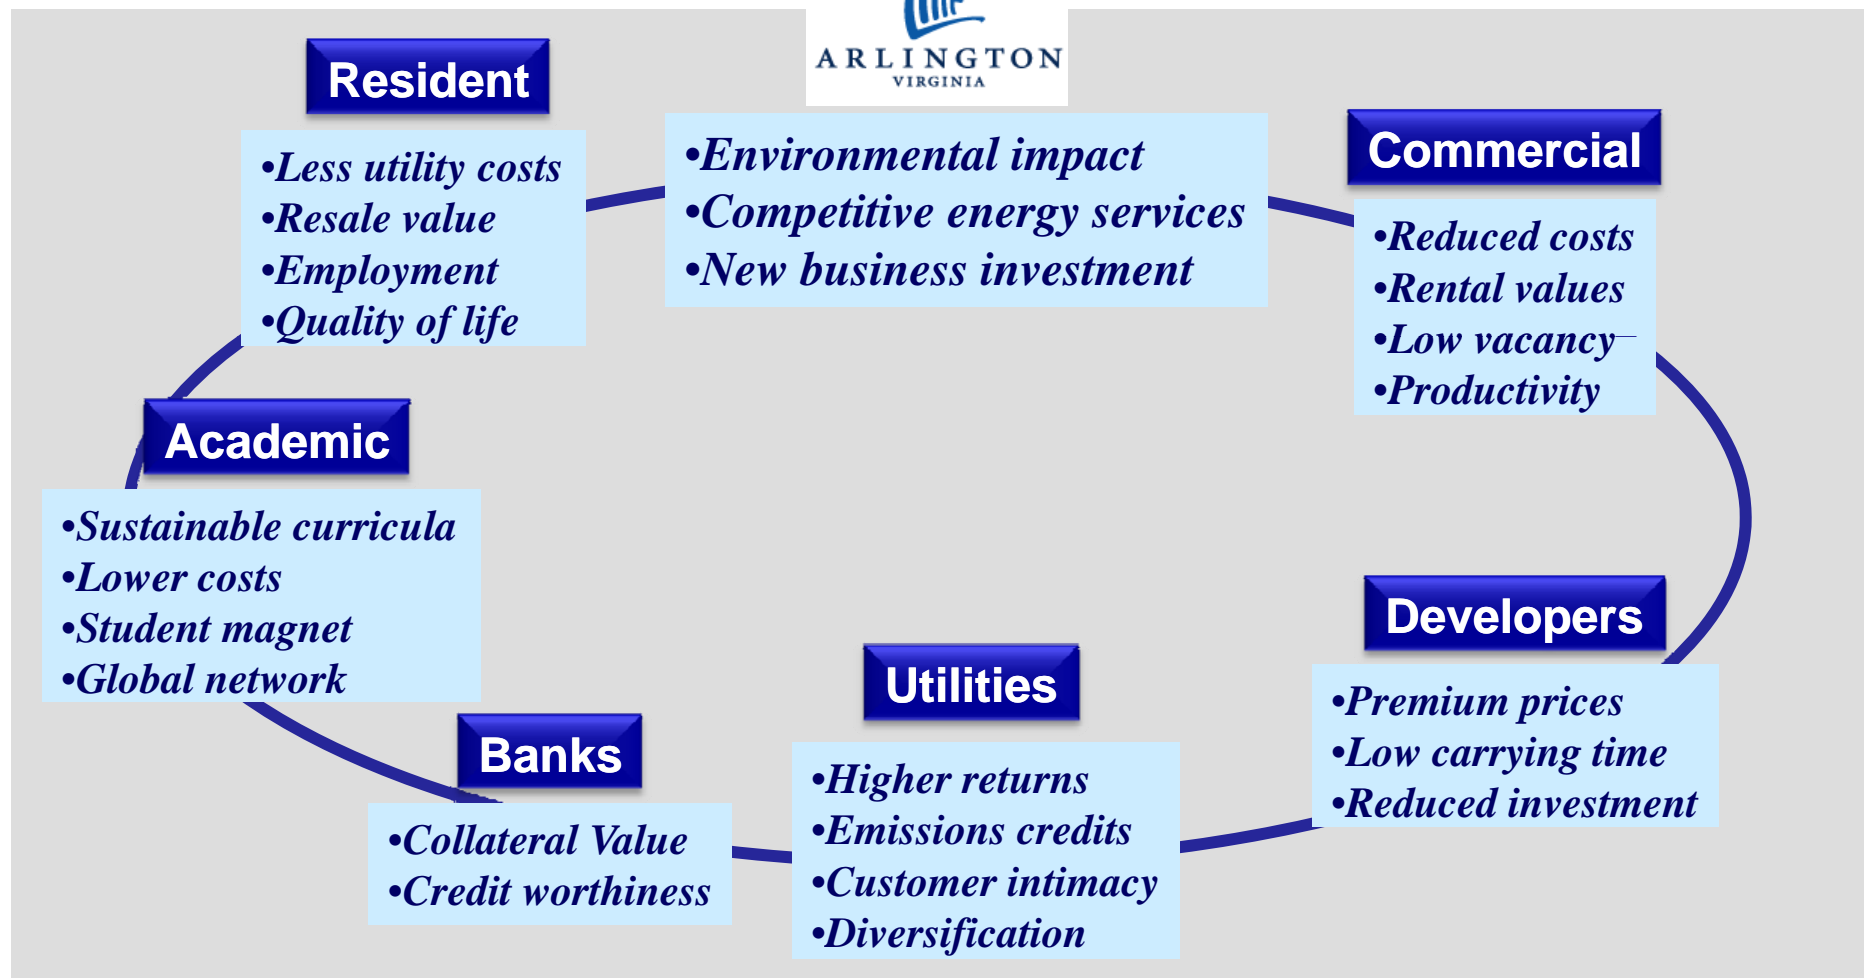 ARLINGTON
VIRGINIA
•Environmental impact
•Competitive energy services
•New business investment
Commercial
•Reduced costs
•Rental values
•Low vacancy
•Productivity
Developers
•Premium prices
•Low carrying time
•Reduced investment
Utilities
•Higher returns
•Emissions credits
•Customer intimacy
•Diversification
Banks
•Collateral Value
•Credit worthiness
Academic
•Sustainable curricula
•Lower costs
•Student magnet
•Global network
Resident
•Less utility costs
•Resale value
•Employment
•Quality of life